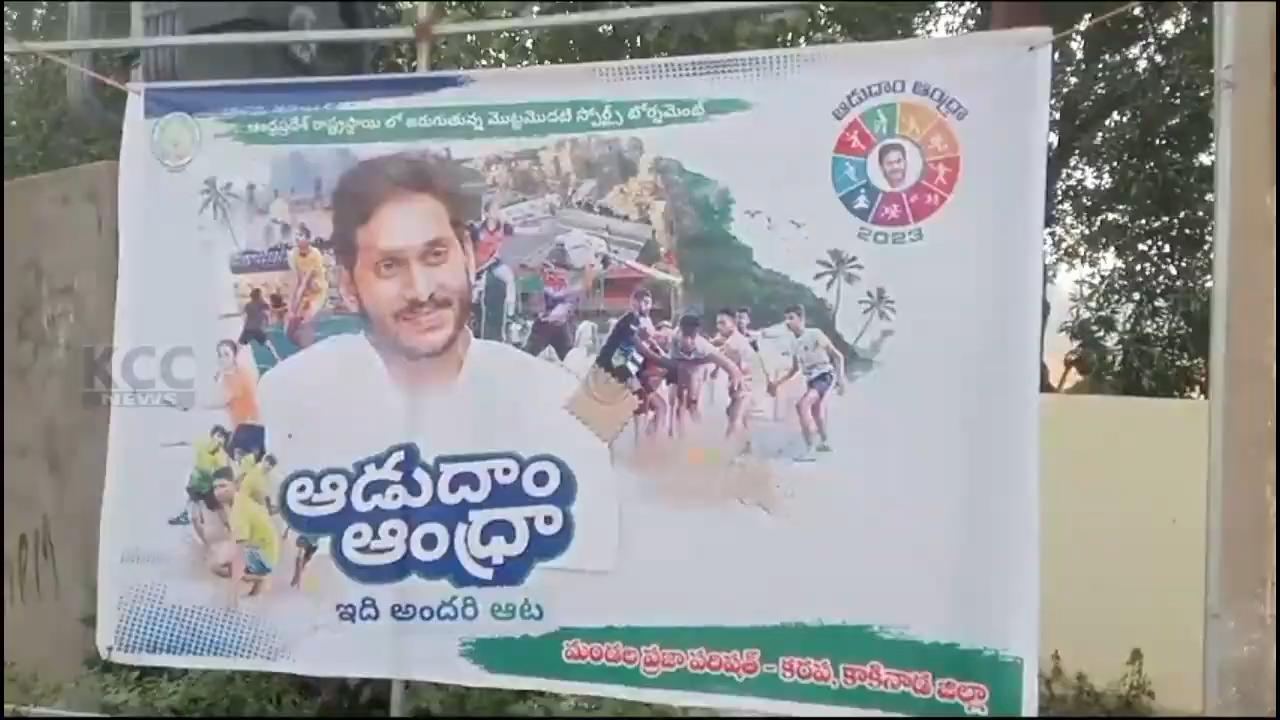 ఆంధ్రప్రదేశ్ రాష్ట్రస్థాయి లో జరుగుతున్న మొట్టమొదటి స్పోర్ట్స్ టోర్నమెంట్
ఆడుదాం ఆంధ్రా
2023
KCC
NEWS
ఆడుదాం
ఆంధ్రా
ఇది అందరి ఆట
మండల ప్రజా పరిషత్ - కరప, కాకినాడ జిల్లా